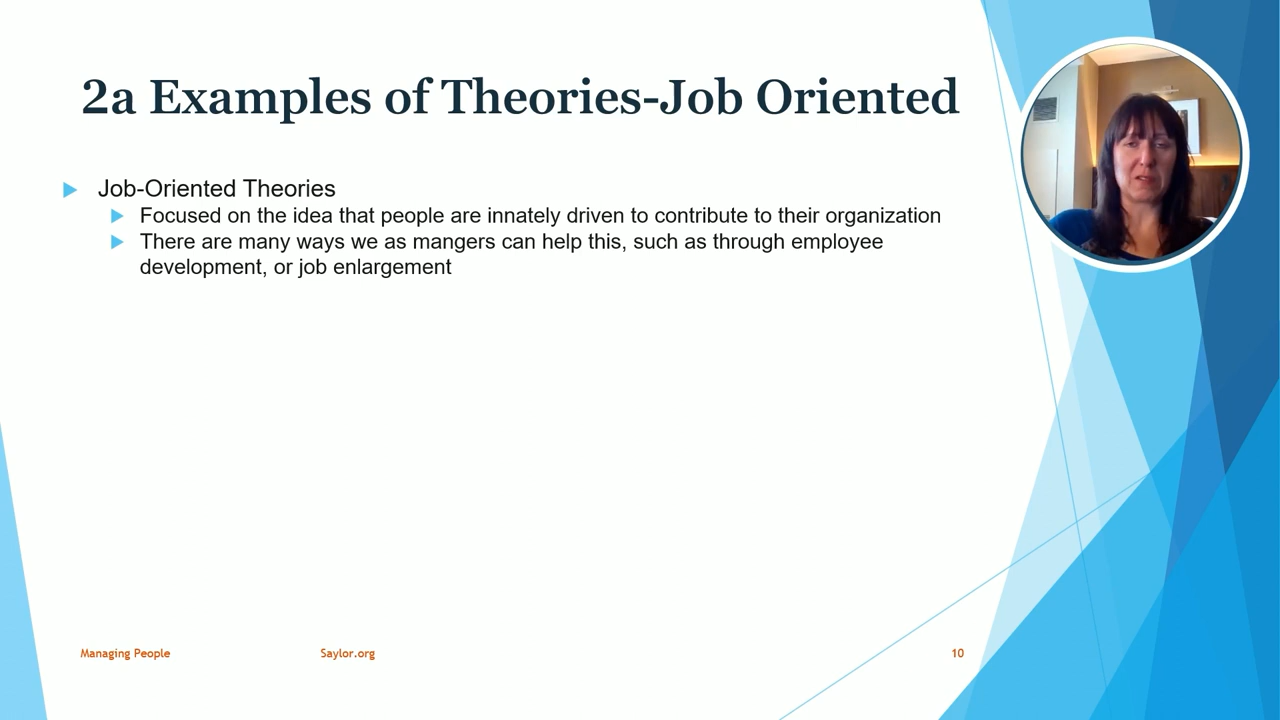 2a Examples of Theories-Job Oriented
Job-Oriented Theories
Focused on the idea that people are innately driven to contribute to their organization
There are many ways we as mangers can help this, such as through employee
development, or job enlargement
Managing People
Saylor.org
10